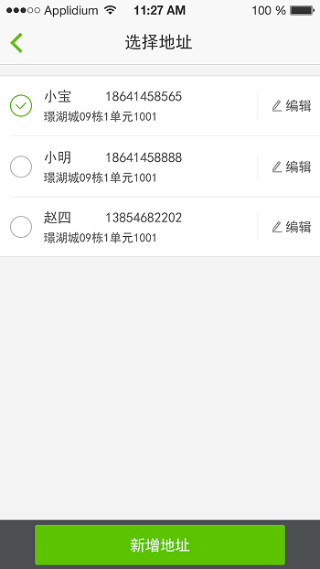 Applidium 11:27 AM 100 %
选择地址
小宝 18641458565
璟湖城09栋1单元1001
编辑
小明 18641458888
璟湖城09栋1单元1001
编辑
赵四 13854682202
璟湖城09栋1单元1001
编辑
新增地址